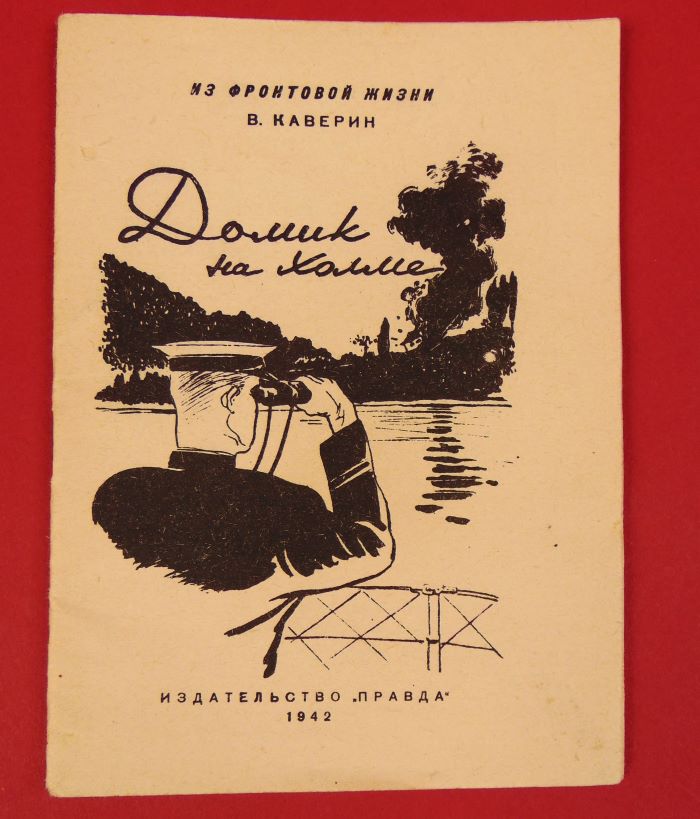 ИЗ ФРОНТОВОЙ ЖИЗНИ
В. КАВЕРИН
Домик
на холме
ИЗДАТЕЛЬСТВО „ПРАВДА“
1942